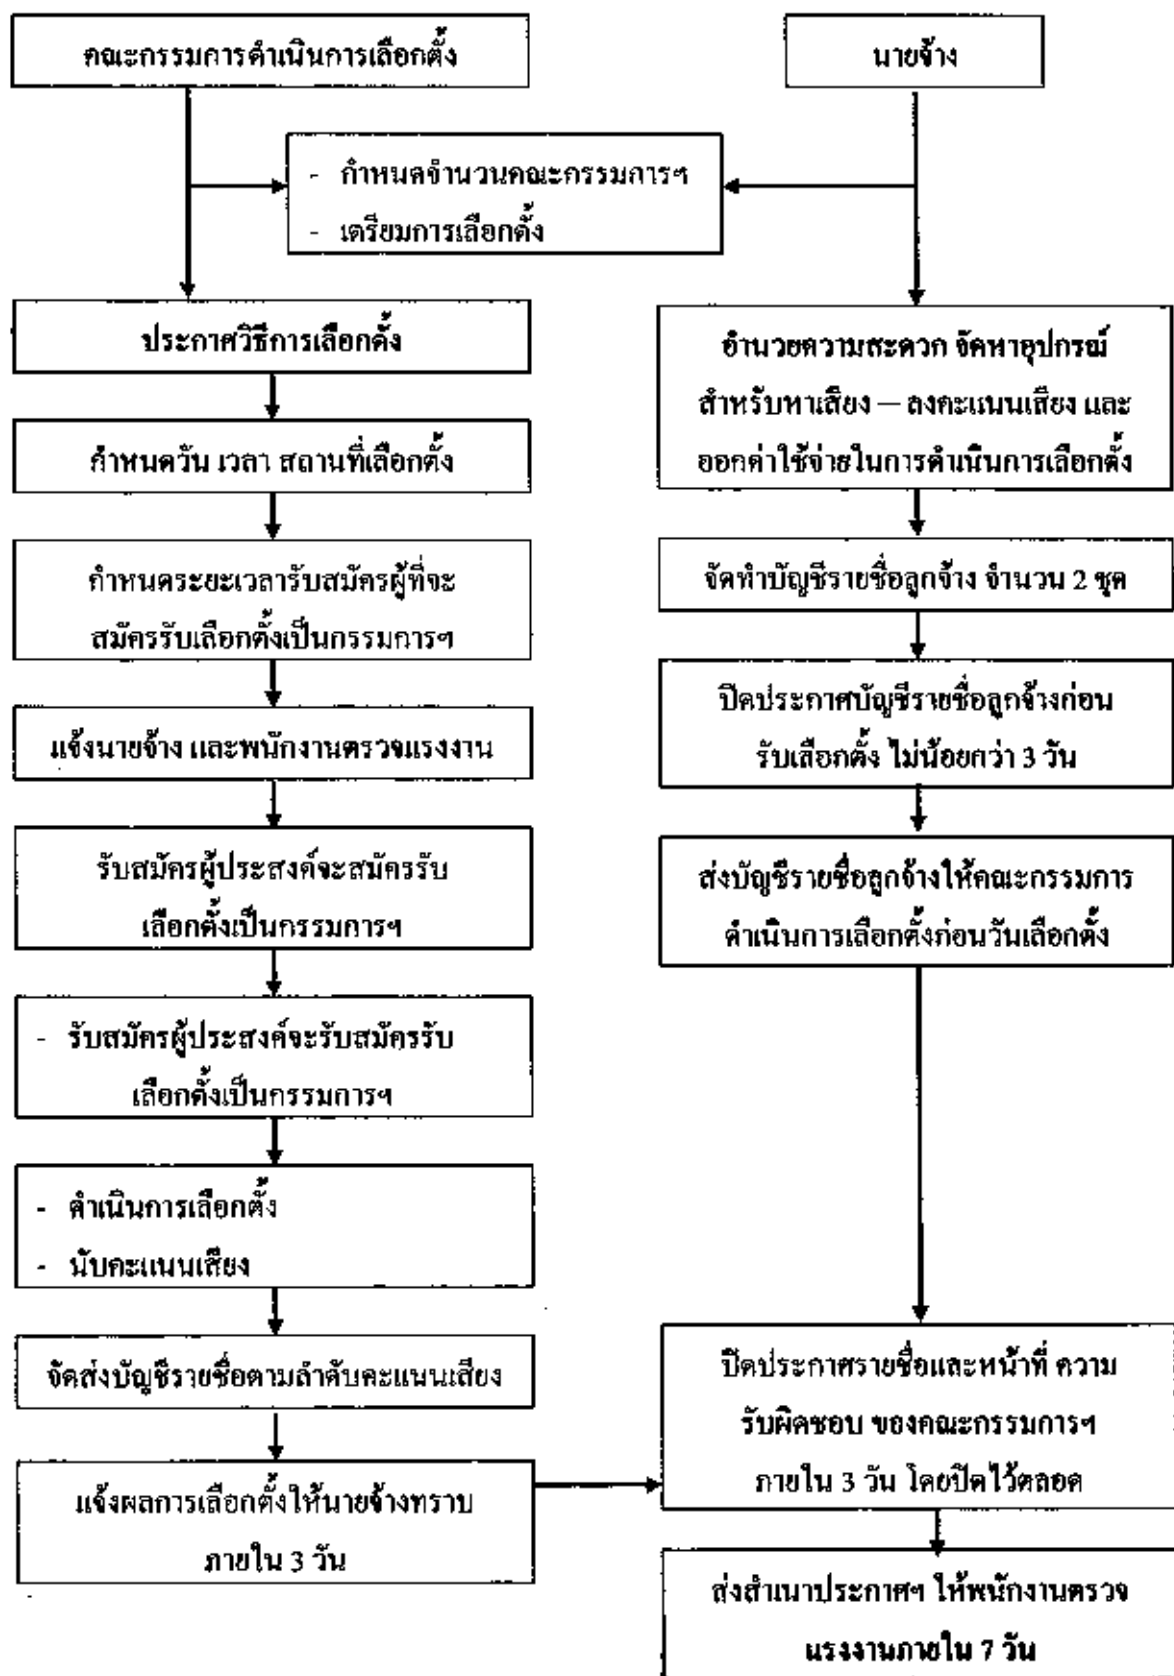 คณะกรรมการดำเนินการเลือกตั้ง
นายจ้าง
- กำหนดจำนวนคณะกรรมการฯ
- เตรียมการเลือกตั้ง
ประกาศวิธีการเลือกตั้ง
กำหนดวัน เวลา สถานที่เลือกตั้ง
กำหนดระยะเวลารับสมัครผู้ที่จะ
สมัครรับเลือกตั้งเป็นกรรมการฯ
แจ้งนายจ้าง และพนักงานตรวจแรงงาน
รับสมัครผู้ประสงค์จะสมัครรับ
เลือกตั้งเป็นกรรมการฯ
- รับสมัครผู้ประสงค์จะรับสมัครรับ
เลือกตั้งเป็นกรรมการฯ
- ดำเนินการเลือกตั้ง
- นับคะแนนเสียง
จัดส่งบัญชีรายชื่อตามลำดับคะแนนเสียง
แจ้งผลการเลือกตั้งให้นายจ้างทราบ
ภายใน 3 วัน
อำนวยความสะดวก จัดหาอุปกรณ์
สำหรับหาเสียง – ลงคะแนนเสียง และ
ออกค่าใช้จ่ายในการดำเนินการเลือกตั้ง
จัดทำบัญชีรายชื่อลูกจ้าง จำนวน 2 ชุด
ปิดประกาศบัญชีรายชื่อลูกจ้างก่อน
รับเลือกตั้ง ไม่น้อยกว่า 3 วัน
ส่งบัญชีรายชื่อลูกจ้างให้คณะกรรมการ
ดำเนินการเลือกตั้งก่อนวันเลือกตั้ง
ปิดประกาศรายชื่อและหน้าที่ ความ
รับผิดชอบ ของคณะกรรมการฯ
ภายใน 3 วัน โดยปิดไว้ตลอด
ส่งสำเนาประกาศฯ ให้พนักงานตรวจ
แรงงานภายใน 7 วัน